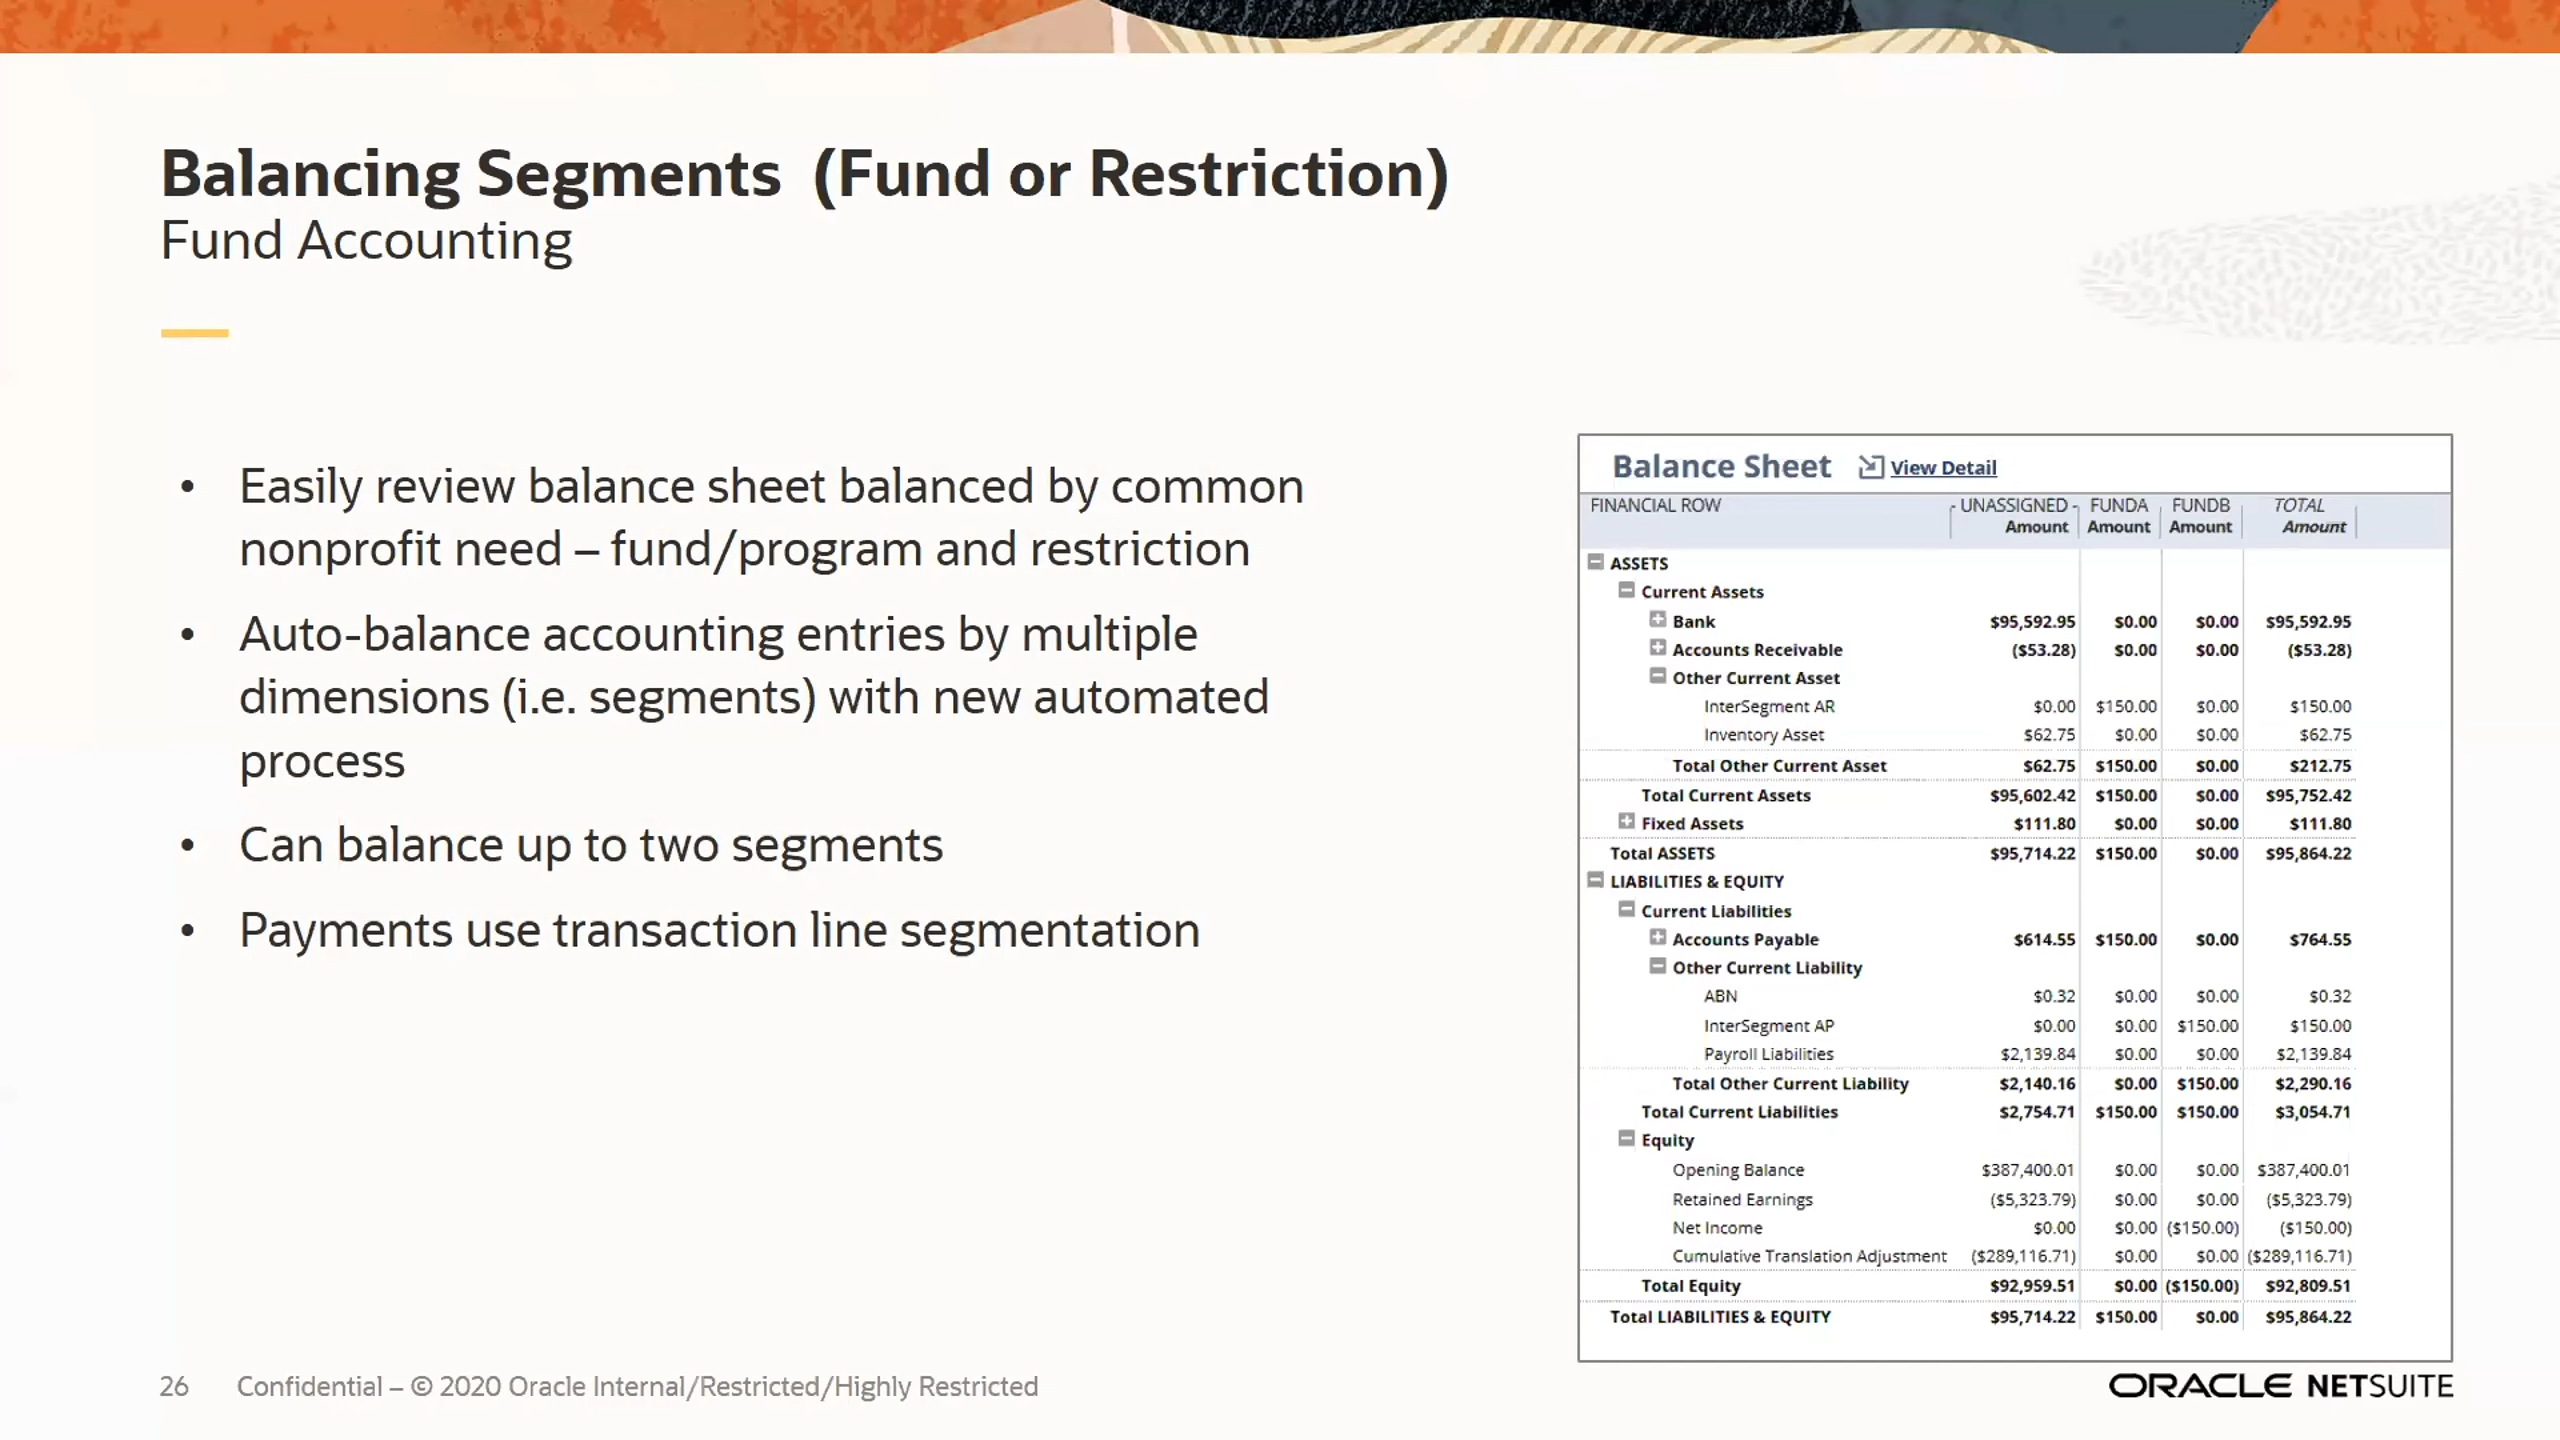 Balancing Segments  (Fund or Restriction)
Fund Accounting
• Easily review balance sheet balanced by common
nonprofit need – fund/program and restriction
• Auto-balance accounting entries by multiple
dimensions (i.e. segments) with new automated
process
• Can balance up to two segments
• Payments use transaction line segmentation
Balance Sheet View Detail
FINANCIAL ROW - UNASSIGNED - FUNDA FUNDB TOTAL
Amount Amount Amount Amount
ASSETS
Current Assets
Bank $95,592.95 $0.00 $0.00 $95,592.95
Accounts Receivable ($53.28) $0.00 $0.00 ($53.28)
Other Current Asset
InterSegment AR $0.00 $150.00 $0.00 $150.00
Inventory Asset $62.75 $0.00 $0.00 $62.75
Total Other Current Asset $62.75 $150.00 $0.00 $212.75
Total Current Assets $95,602.42 $150.00 $0.00 $95,752.42
Fixed Assets $111.80 $0.00 $0.00 $111.80
Total ASSETS $95,714.22 $150.00 $0.00 $95,864.22
LIABILITIES & EQUITY
Current Liabilities
Accounts Payable $614.55 $150.00 $0.00 $764.55
Other Current Liability
ABN $0.32 $0.00 $0.00 $0.32
InterSegment AP $0.00 $0.00 $150.00 $150.00
Payroll Liabilities $2,139.84 $0.00 $0.00 $2,139.84
Total Other Current Liability $2,140.16 $0.00 $150.00 $2,290.16
Total Current Liabilities $2,754.71 $150.00 $150.00 $3,054.71
Equity
Opening Balance $387,400.01 $0.00 $0.00 $387,400.01
Retained Earnings ($5,323.79) $0.00 $0.00 ($5,323.79)
Net Income $0.00 $0.00 ($150.00) ($150.00)
Cumulative Translation Adjustment ($289,116.71) $0.00 $0.00 ($289,116.71)
Total Equity $92,959.51 $0.00 ($150.00) $92,809.51
Total LIABILITIES & EQUITY $95,714.22 $150.00 $0.00 $95,864.22
26 Confidential – © 2020 Oracle Internal/Restricted/Highly Restricted
ORACLE NETSUITE